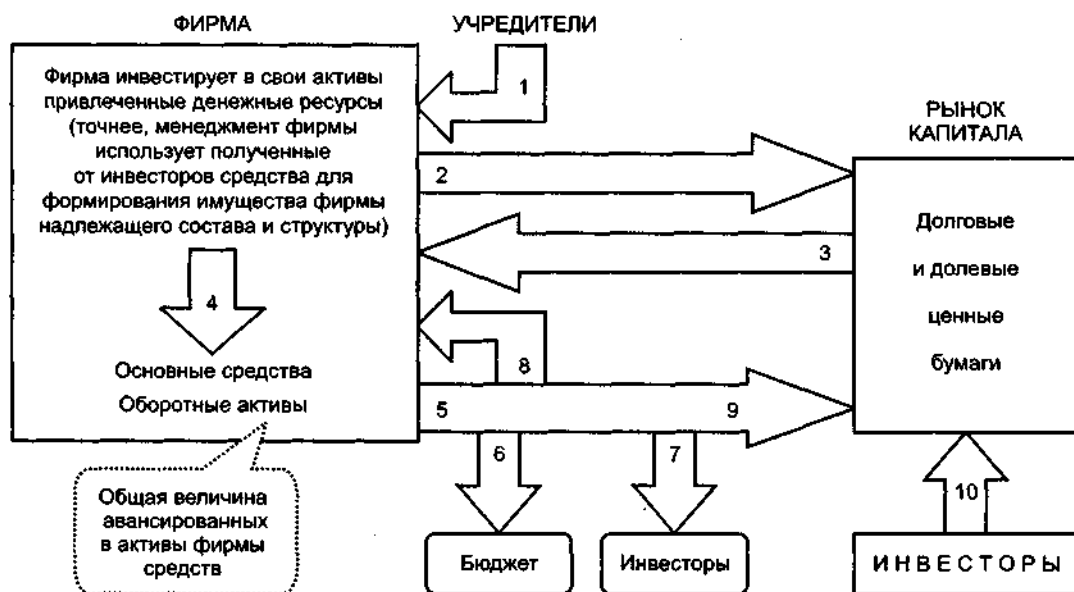 ФИРМА
УЧРЕДИТЕЛИ
Фирма инвестирует в свои активы
привлеченные денежные ресурсы
(точнее, менеджмент фирмы
использует полученные
от инвесторов средства для
формирования имущества фирмы
надлежащего состава и структуры)
1
РЫНОК
КАПИТАЛА
2
3
Долговые
и долевые
ценные
бумаги
4
8
Основные средства
Оборотные активы
5
9
6
7
10
Общая величина
авансированных
в активы фирмы
средств
Бюджет
Инвесторы
ИНВЕСТОРЫ